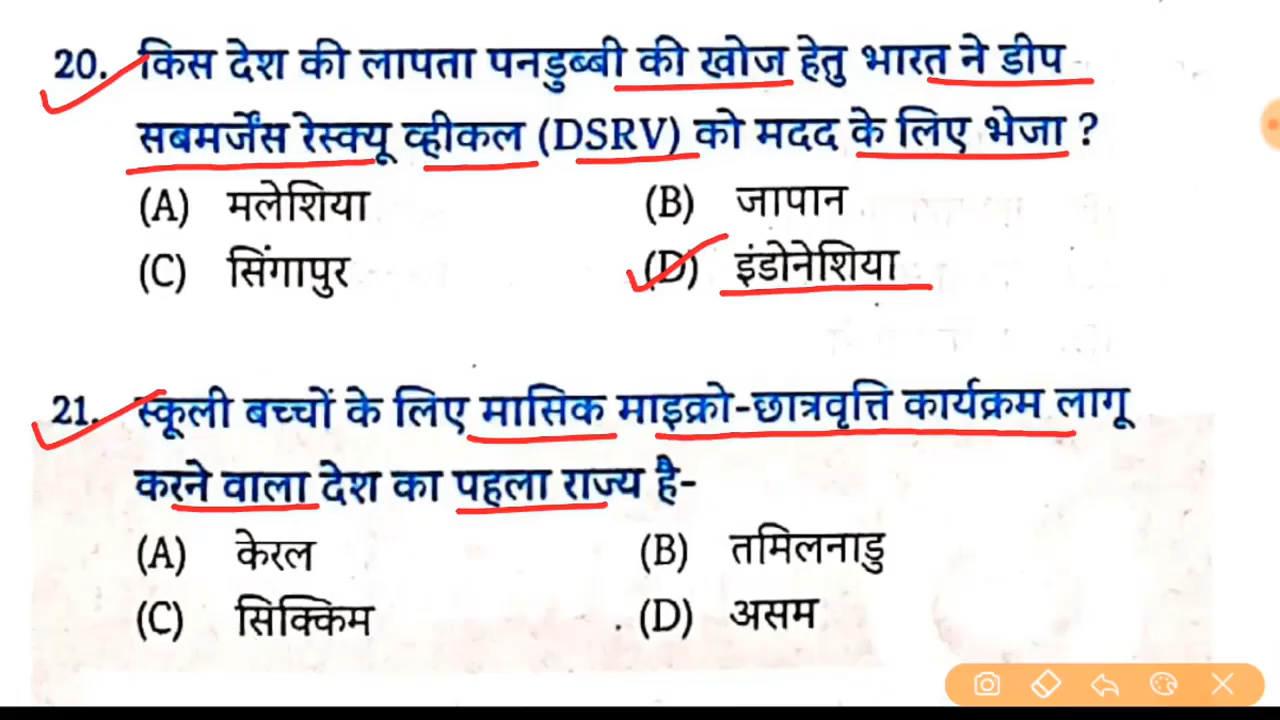 20. किस देश की लापता पनडुब्बी की खोज हेतु भारत ने डीप
सबमर्जेंस रेस्क्यू व्हीकल (DSRV) को मदद के लिए भेजा ?
(A) मलेशिया (B) जापान
(C) सिंगापुर (D) इंडोनेशिया
21. स्कूली बच्चों के लिए मासिक माइक्रो-छात्रवृत्ति कार्यक्रम लागू
करने वाला देश का पहला राज्य है-
(A) केरल (B) तमिलनाडु
(C) सिक्किम (D) असम